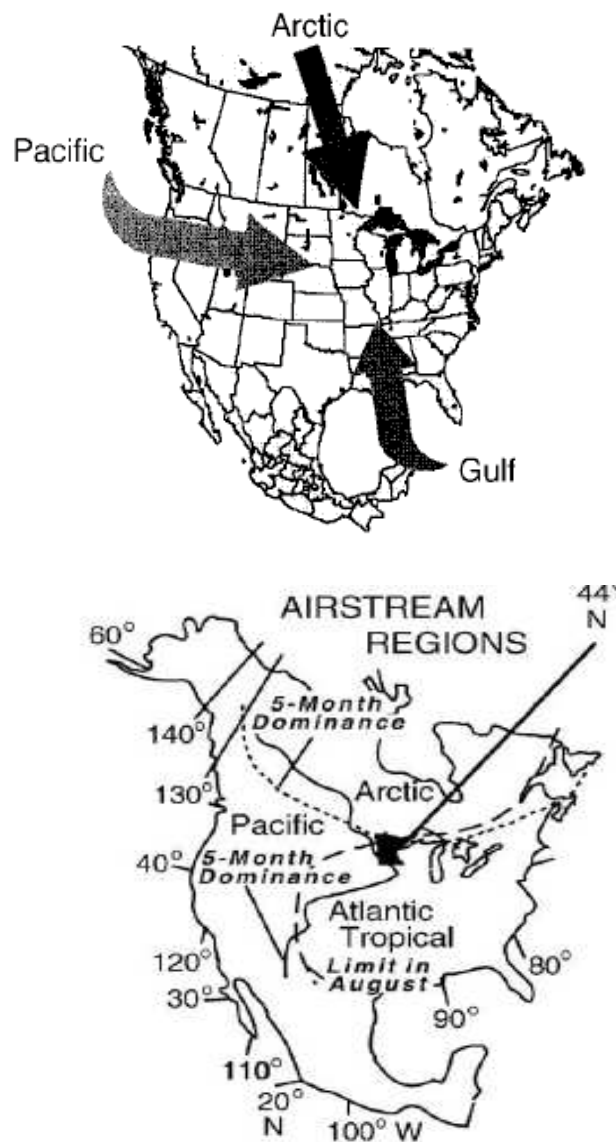 Arctic
Pacific
Gulf
AIRSTREAM
REGIONS
44°
N
60°
140°
130°
5-Month
Dominance
Arctic
Pacific
40°
5-Month
Dominance
Atlantic
Tropical
Limit in
August
120°
30°
110°
20°
N
100° W
90°
80°